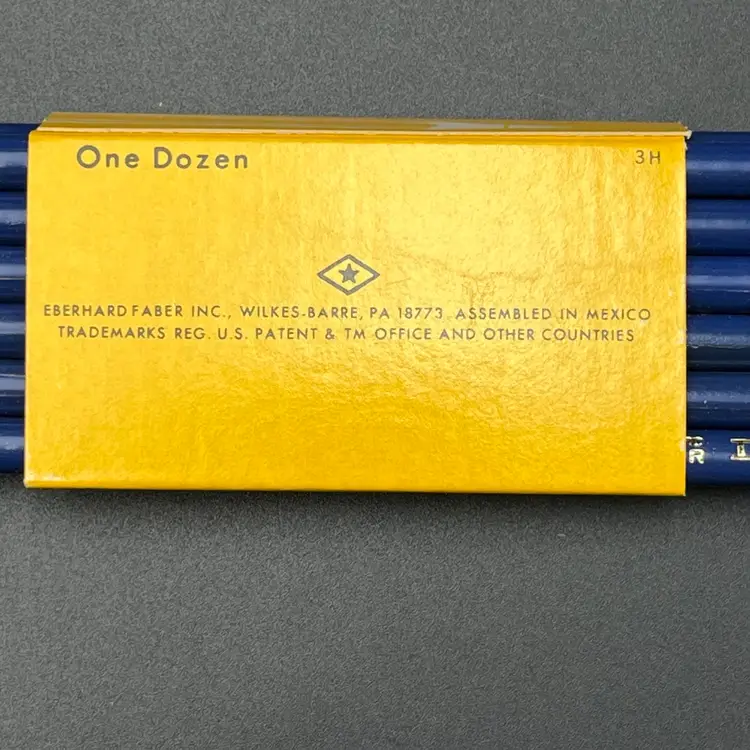 One Dozen 3H
EBERHARD FABER INC., WILKES-BARRE, PA 18773 ASSEMBLED IN MEXICO
TRADEMARKS REG. U.S. PATENT & TM OFFICE AND OTHER COUNTRIES